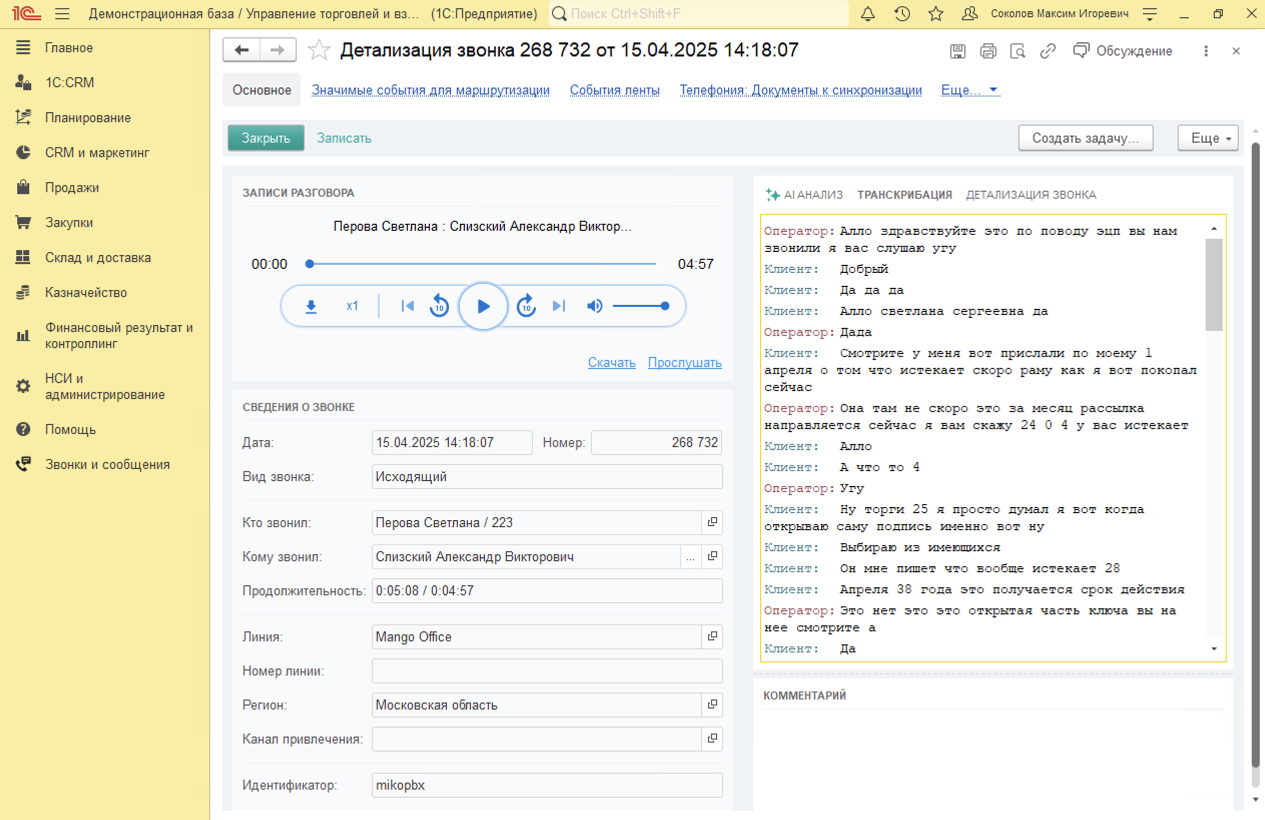 1С Демонстрационная база / Управление торговлей и вз... (1С:Предприятие) Поиск Ctrl+Shift+F Соколов Максим Игоревич
Главное
1С:CRM
Планирование
CRM и маркетинг
Продажи
Закупки
Склад и доставка
Казначейство
Финансовый результат и
контроллинг
НСИ и
администрирование
Помощь
Звонки и сообщения
Детализация звонка 268 732 от 15.04.2025 14:18:07
Обсуждение
Основное Значимые события для маршрутизации События ленты Телефония: Документы к синхронизации Еще...
Закрыть Записать Создать задачу... Еще
ЗАПИСИ РАЗГОВОРА
Перова Светлана : Слизский Александр Виктор...
00:00 04:57
x1 10 10
Скачать Прослушать
СВЕДЕНИЯ О ЗВОНКЕ
Дата: 15.04.2025 14:18:07 Номер: 268 732
Вид звонка: Исходящий
Кто звонил: Перова Светлана / 223
Кому звонил: Слизский Александр Викторович ...
Продолжительность: 0:05:08 / 0:04:57
Линия: Mango Office
Номер линии:
Регион: Московская область
Канал привлечения:
Идентификатор: mikopbx
AI АНАЛИЗ ТРАНСКРИБАЦИЯ ДЕТАЛИЗАЦИЯ ЗВОНКА
Оператор: Алло здравствуйте это по поводу эцп вы нам
звонили я вас слушаю угу
Клиент: Добрый
Клиент: Да да да
Клиент: Алло светлана сергеевна да
Оператор: Дада
Клиент: Смотрите у меня вот прислали по моему 1
апреля о том что истекает скоро раму как я вот покопал
сейчас
Оператор: Она там не скоро это за месяц рассылка
направляется сейчас я вам скажу 24 0 4 у вас истекает
Клиент: Алло
Клиент: А что то 4
Оператор: Угу
Клиент: Ну торги 25 я просто думал я вот когда
открываю саму подпись именно вот ну
Клиент: Выбираю из имеющихся
Клиент: Он мне пишет что вообще истекает 28
Клиент: Апреля 38 года это получается срок действия
Оператор: Это нет это это открытая часть ключа вы на
нее смотрите а
Клиент: Да
КОММЕНТАРИЙ